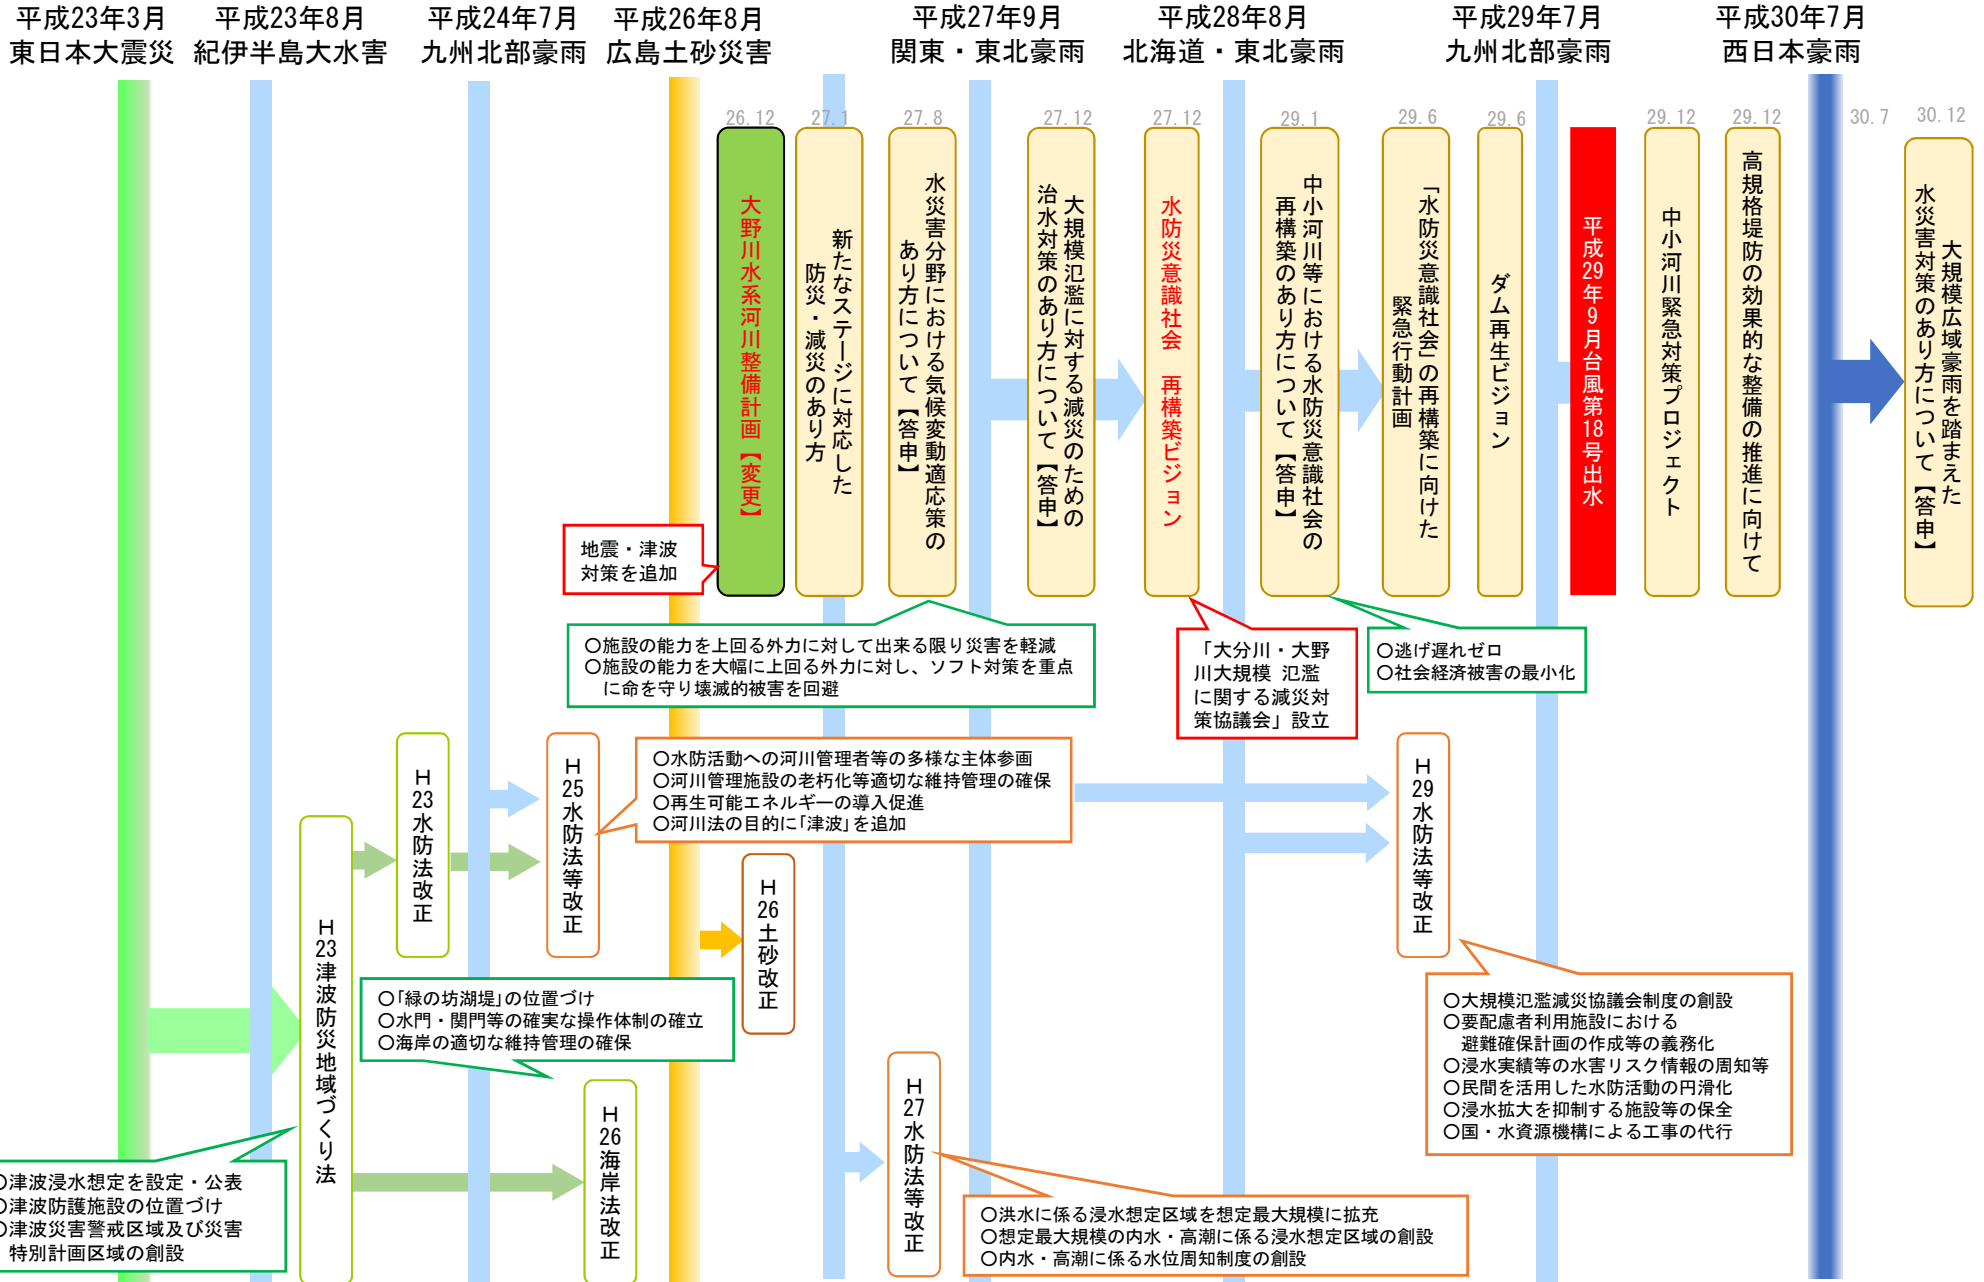 平成23年3月
東日本大震災
平成23年8月
紀伊半島大水害
平成24年7月
九州北部豪雨
平成26年8月
広島土砂災害
平成27年9月
関東・東北豪雨
平成28年8月
北海道・東北豪雨
平成29年7月
九州北部豪雨
平成30年7月
西日本豪雨
26.12
27.1
27.8
27.12
27.12
29.1
29.6
29.6
29.12
29.12
30.7
30.12
大野川水系河川整備計画【変更】
新たなステージに対応した
防災・減災のあり方
水災害分野における気候変動適応策の
あり方について【答申】
大規模氾濫に対する減災のための
治水対策のあり方について【答申】
水防災意識社会 再構築ビジョン
中小河川等における水防災意識社会の
再構築のあり方について【答申】
「水防災意識社会」の再構築に向けた
緊急行動計画
ダム再生ビジョン
平成29年9月台風第18号出水
中小河川緊急対策プロジェクト
高規格堤防の効果的な整備の推進に向けて
大規模広域豪雨を踏まえた
水災害対策のあり方について【答申】
地震・津波
対策を追加
○施設の能力を上回る外力に対して出来る限り災害を軽減
○施設の能力を大幅に上回る外力に対し、ソフト対策を重点
に命を守り壊滅的被害を回避
「大分川・大野
川大規模 氾濫
に関する減災対
策協議会」設立
○逃げ遅れゼロ
○社会経済被害の最小化
H23水防法改正
H25水防法等改正
○水防活動への河川管理者等の多様な主体参画
○河川管理施設の老朽化等適切な維持管理の確保
○再生可能エネルギーの導入促進
○河川法の目的に「津波」を追加
H29水防法等改正
H23津波防災地域づくり法
H26土砂改正
○「緑の坊湖堤」の位置づけ
○水門・関門等の確実な操作体制の確立
○海岸の適切な維持管理の確保
○大規模氾濫減災協議会制度の創設
○要配慮者利用施設における
避難確保計画の作成等の義務化
○浸水実績等の水害リスク情報の周知等
○民間を活用した水防活動の円滑化
○浸水拡大を抑制する施設等の保全
○国・水資源機構による工事の代行
H26海岸法改正
H27水防法等改正
○津波浸水想定を設定・公表
○津波防護施設の位置づけ
○津波災害警戒区域及び災害
特別計画区域の創設
○洪水に係る浸水想定区域を想定最大規模に拡充
○想定最大規模の内水・高潮に係る浸水想定区域の創設
○内水・高潮に係る水位周知制度の創設